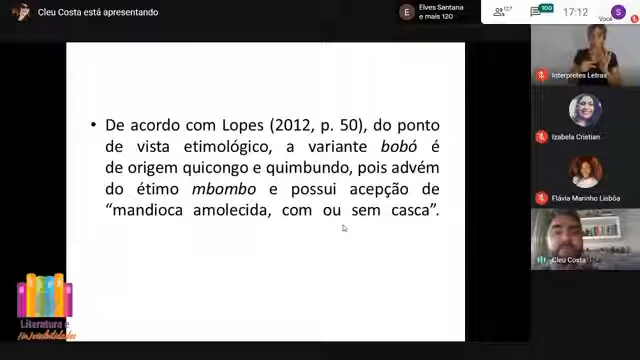 Cleu Costa está apresentando
E
Elves Santana
e mais 120
127
100
17:12
Você
S
• De acordo com Lopes (2012, p. 50), do ponto
de vista etimológico, a variante bobó é
de origem quicongo e quimbundo, pois advém
do étimo mbombo e possui acepção de
“mandioca amolecida, com ou sem casca”.
Interpretes Letras
Izabela Cristian
Flávia Marinho Lisbôa
Cleu Costa
Literatura e
(in)visibilidades